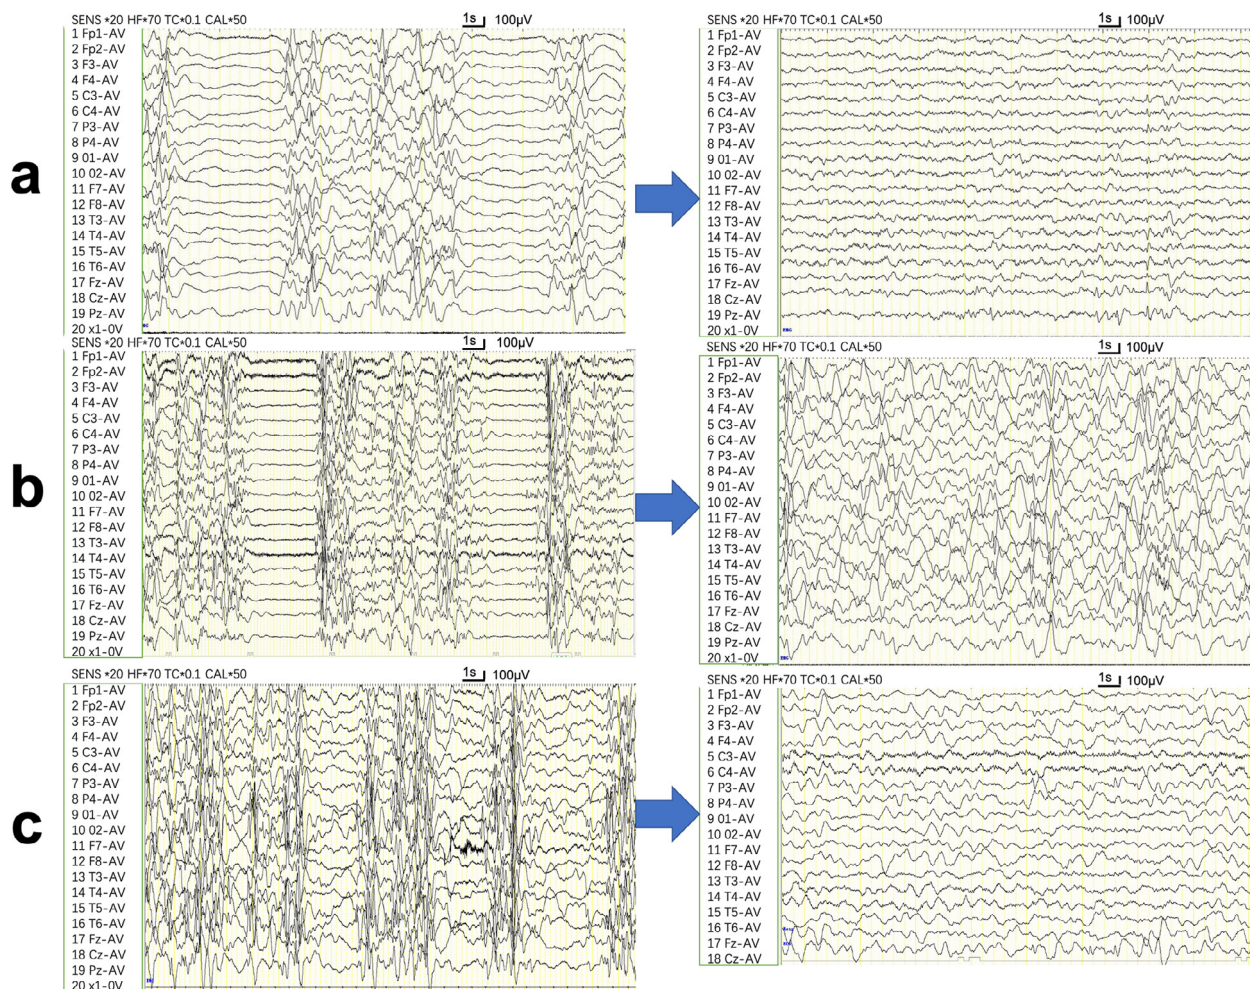 SENS *20 HF*70 TC*0.1 CAL*50 1s 100μV
1 Fp1-AV
2 Fp2-AV
3 F3-AV
4 F4-AV
5 C3-AV
6 C4-AV
7 P3-AV
8 P4-AV
9 01-AV
10 02-AV
11 F7-AV
12 F8-AV
13 T3-AV
14 T4-AV
15 T5-AV
16 T6-AV
17 Fz-AV
18 Cz-AV
19 Pz-AV
20 x1-0V
SENS *20 HF*70 TC*0.1 CAL*50 1s 100μV
1 Fp1-AV
2 Fp2-AV
3 F3-AV
4 F4-AV
5 C3-AV
6 C4-AV
7 P3-AV
8 P4-AV
9 01-AV
10 02-AV
11 F7-AV
12 F8-AV
13 T3-AV
14 T4-AV
15 T5-AV
16 T6-AV
17 Fz-AV
18 Cz-AV
19 Pz-AV
20 x1-0V
a
SENS *20 HF*70 TC*0.1 CAL*50 1s 100μV
1 Fp1-AV
2 Fp2-AV
3 F3-AV
4 F4-AV
5 C3-AV
6 C4-AV
7 P3-AV
8 P4-AV
9 01-AV
10 02-AV
11 F7-AV
12 F8-AV
13 T3-AV
14 T4-AV
15 T5-AV
16 T6-AV
17 Fz-AV
18 Cz-AV
19 Pz-AV
20 x1-0V
SENS *20 HF*70 TC*0.1 CAL*50 1s 100μV
1 Fp1-AV
2 Fp2-AV
3 F3-AV
4 F4-AV
5 C3-AV
6 C4-AV
7 P3-AV
8 P4-AV
9 01-AV
10 02-AV
11 F7-AV
12 F8-AV
13 T3-AV
14 T4-AV
15 T5-AV
16 T6-AV
17 Fz-AV
18 Cz-AV
19 Pz-AV
20 x1-0V
b
SENS *20 HF*70 TC*0.1 CAL*50 1s 100μV
1 Fp1-AV
2 Fp2-AV
3 F3-AV
4 F4-AV
5 C3-AV
6 C4-AV
7 P3-AV
8 P4-AV
9 01-AV
10 02-AV
11 F7-AV
12 F8-AV
13 T3-AV
14 T4-AV
15 T5-AV
16 T6-AV
17 Fz-AV
18 Cz-AV
19 Pz-AV
20 x1-0V
SENS *20 HF*70 TC*0.1 CAL*50 1s 100μV
1 Fp1-AV
2 Fp2-AV
3 F3-AV
4 F4-AV
5 C3-AV
6 C4-AV
7 P3-AV
8 P4-AV
9 01-AV
10 02-AV
11 F7-AV
12 F8-AV
13 T3-AV
14 T4-AV
15 T5-AV
16 T6-AV
17 Fz-AV
18 Cz-AV
c